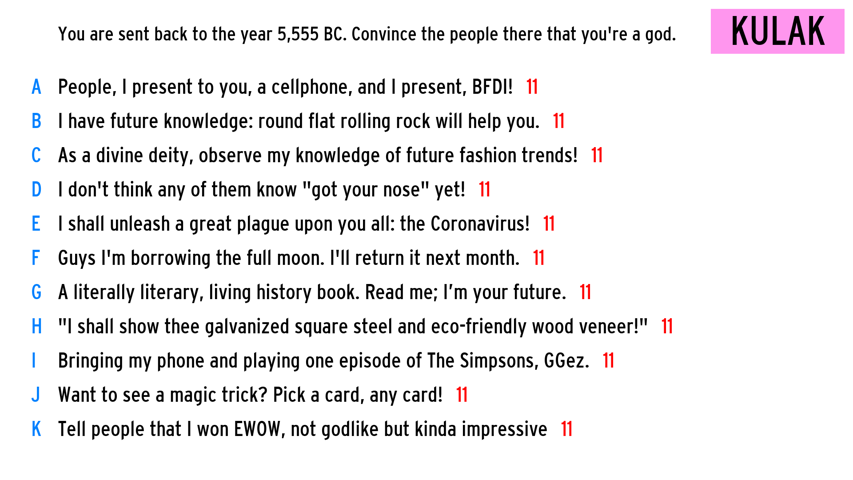 You are sent back to the year 5,555 BC. Convince the people there that you're a god.
KULAK
A People, I present to you, a cellphone, and I present, BFDI! 11
B I have future knowledge: round flat rolling rock will help you. 11
C As a divine deity, observe my knowledge of future fashion trends! 11
D I don't think any of them know "got your nose" yet! 11
E I shall unleash a great plague upon you all: the Coronavirus! 11
F Guys I'm borrowing the full moon. I'll return it next month. 11
G A literally literary, living history book. Read me; I’m your future. 11
H "I shall show thee galvanized square steel and eco-friendly wood veneer!" 11
I Bringing my phone and playing one episode of The Simpsons, GGez. 11
J Want to see a magic trick? Pick a card, any card! 11
K Tell people that I won EWOW, not godlike but kinda impressive 11